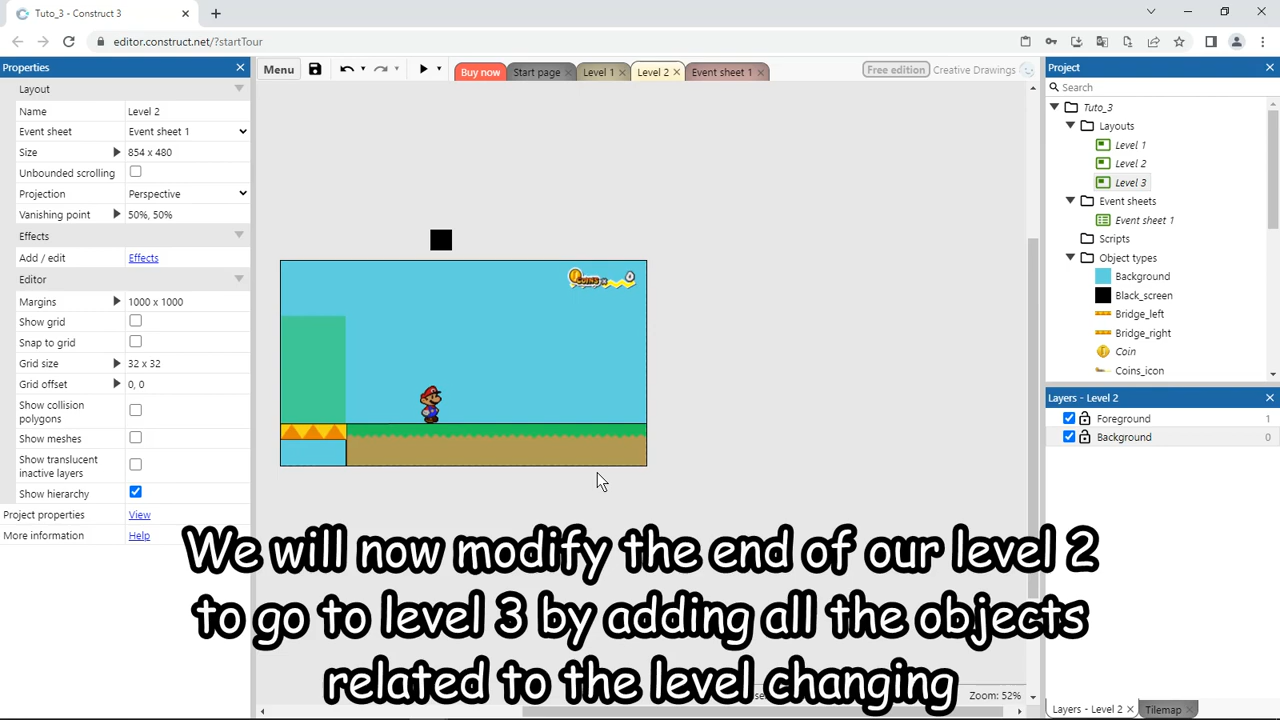 Tuto_3 - Construct 3
editor.construct.net/?startTour
Properties
Layout
Name Level 2
Event sheet Event sheet 1
Size 854 x 480
Unbounded scrolling
Projection Perspective
Vanishing point 50%, 50%
Effects
Add / edit Effects
Editor
Margins 1000 x 1000
Show grid
Snap to grid
Grid size 32 x 32
Grid offset 0, 0
Show collision
polygons
Show meshes
Show translucent
inactive layers
Show hierarchy
Project properties View
More information Help
Menu
Buy now
Start page
Level 1
Level 2
Event sheet 1
Free edition
Creative Drawings
COINS X 0
We will now modify the end of our level 2
to go to level 3 by adding all the objects
related to the level changing
Zoom: 52%
Project
Search
Tuto_3
Layouts
Level 1
Level 2
Level 3
Event sheets
Event sheet 1
Scripts
Object types
Background
Black_screen
Bridge_left
Bridge_right
Coin
Coins_icon
Layers - Level 2
Foreground 1
Background 0
Layers - Level 2
Tilemap